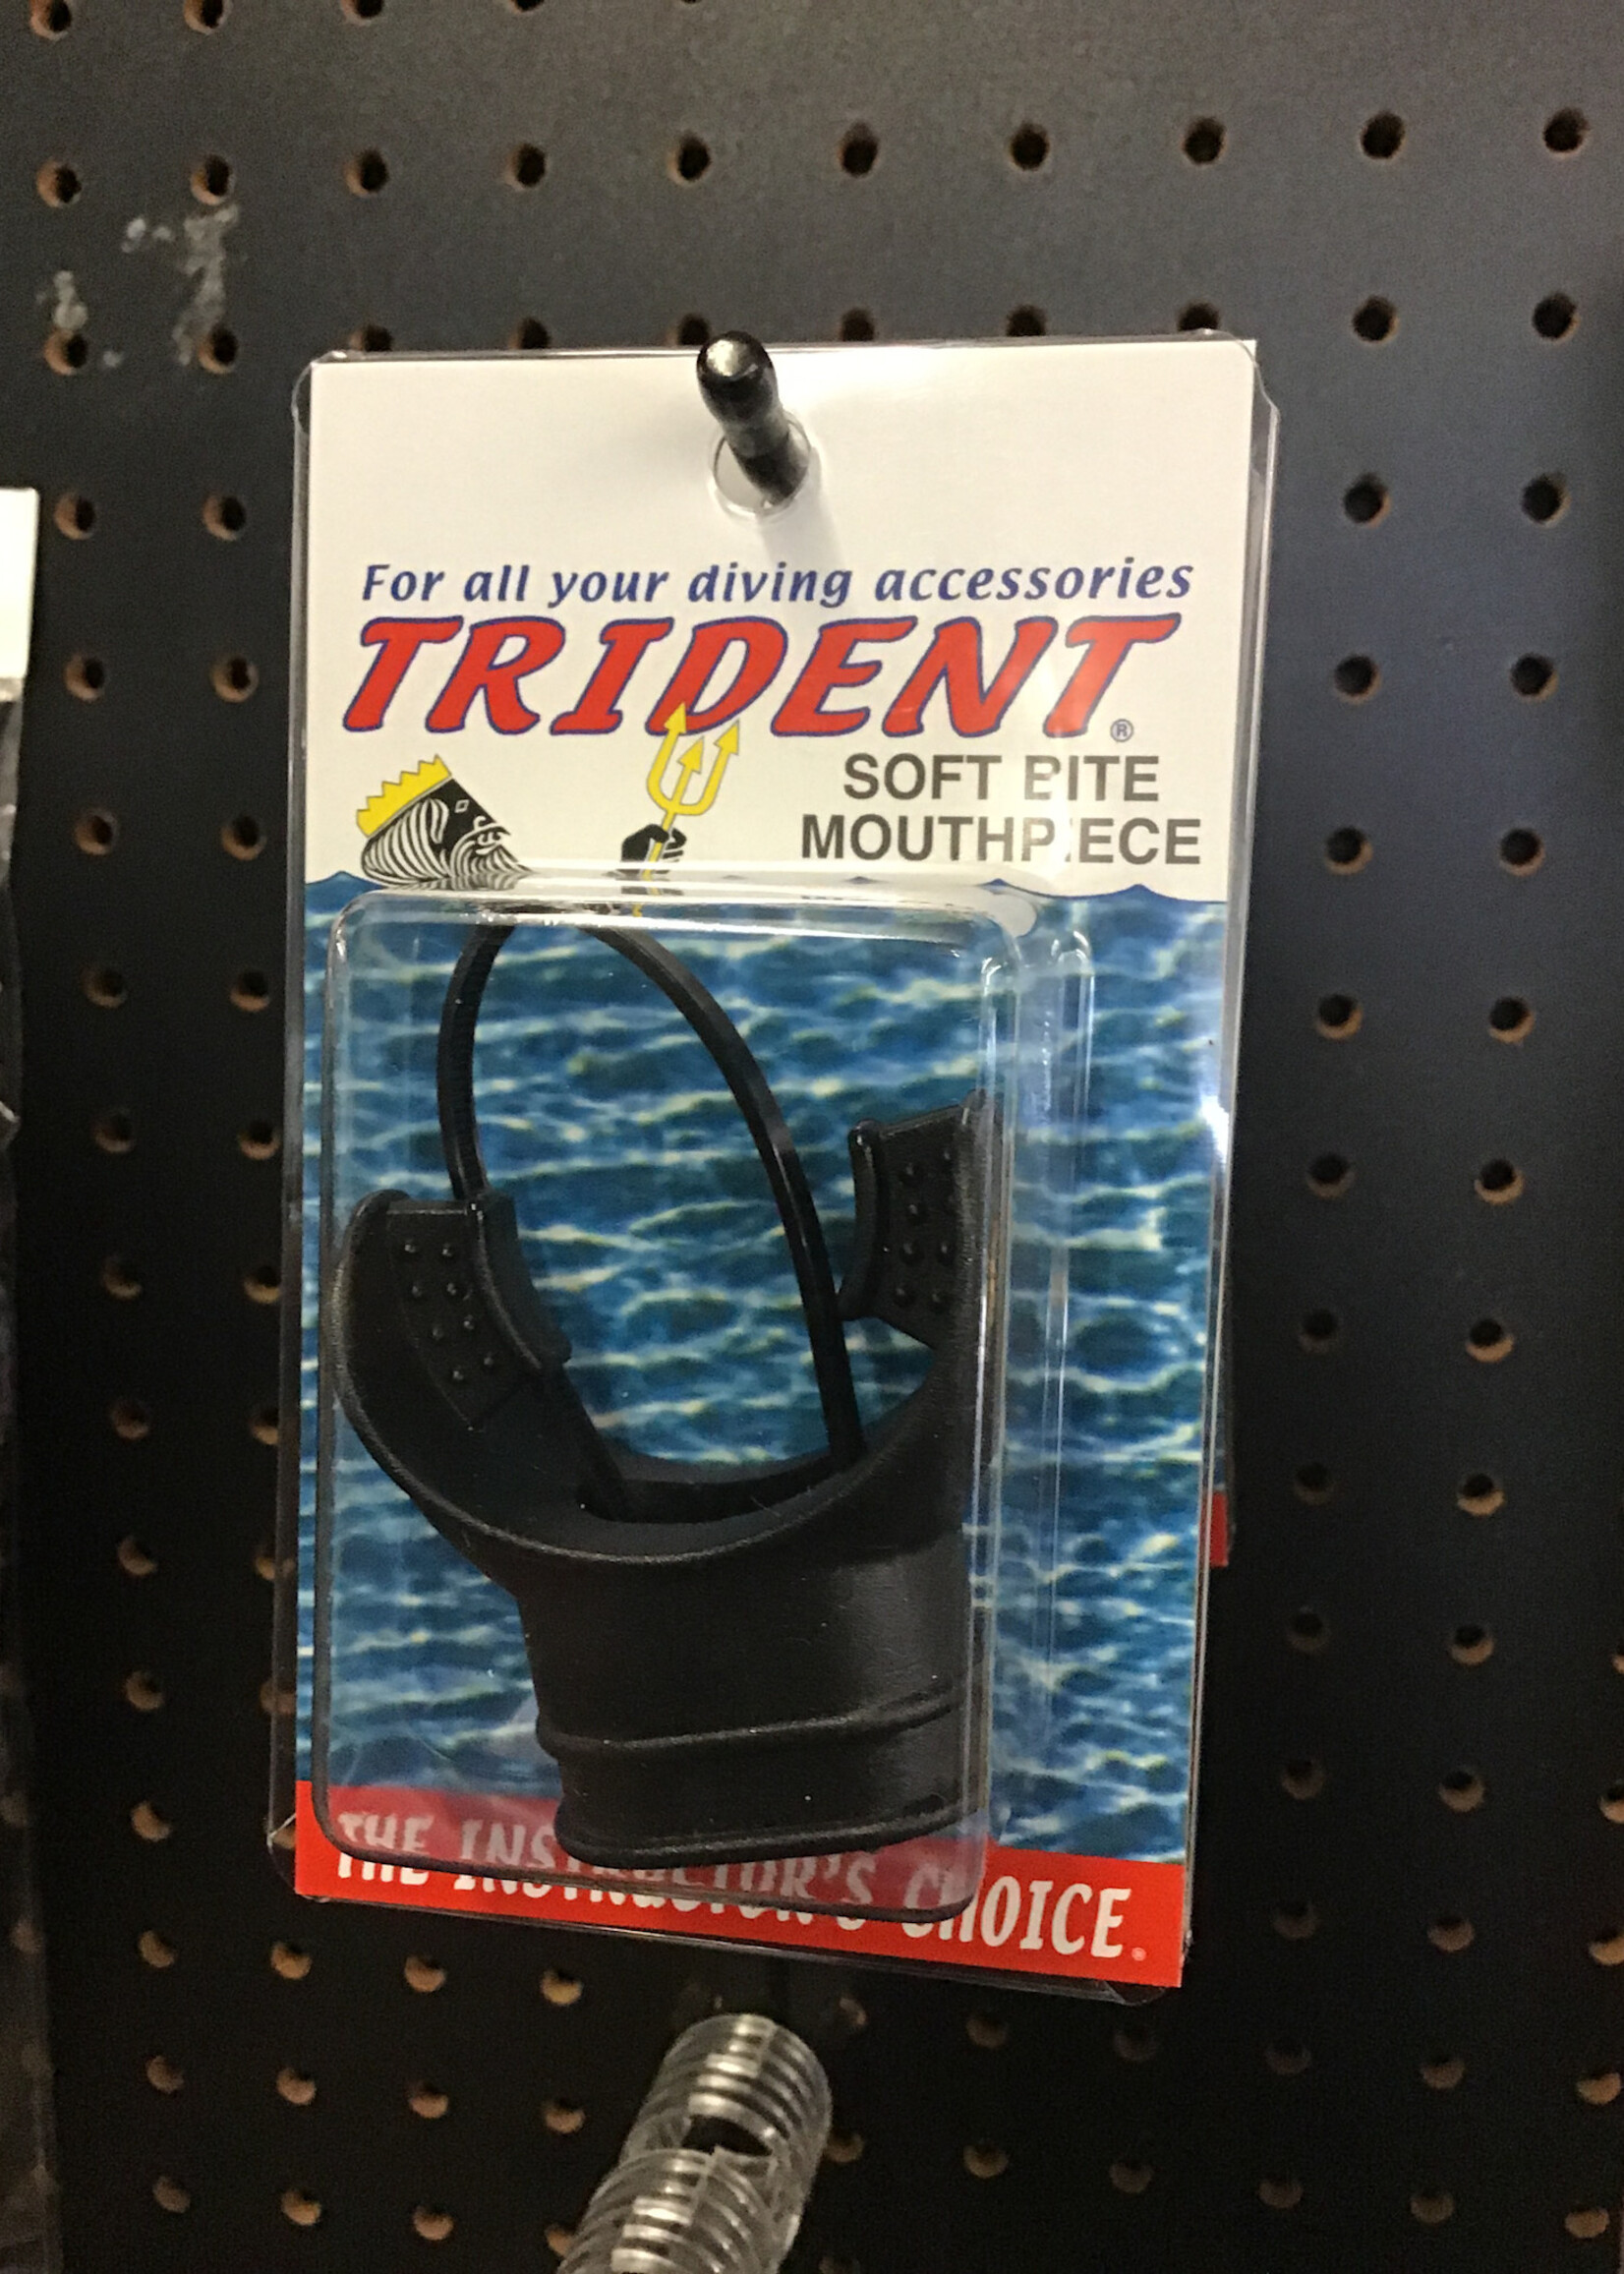 For all your diving accessories
TRIDENT®
SOFT BITE
MOUTHPIECE
THE INSTRUCTOR'S CHOICE.